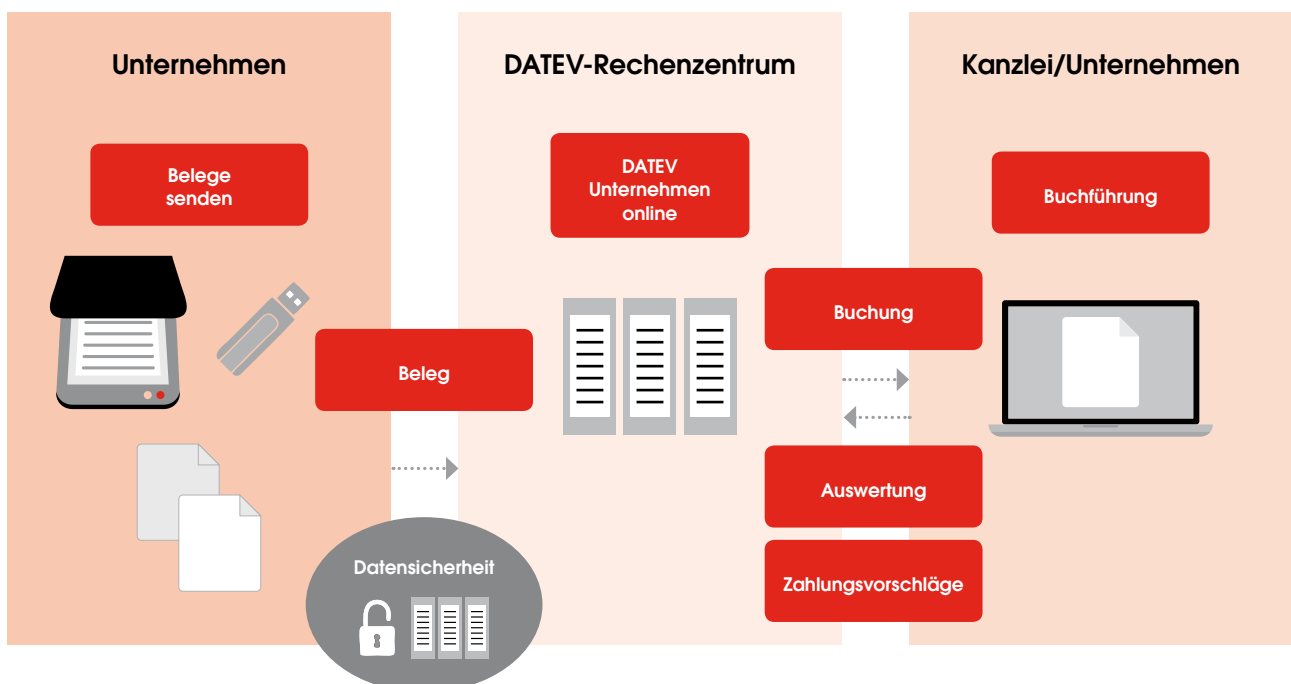 Unternehmen
DATEV-Rechenzentrum
Kanzlei/Unternehmen
Belege
senden
DATEV
Unternehmen
online
Buchführung
Beleg
Buchung
Auswertung
Zahlungsvorschläge
Datensicherheit